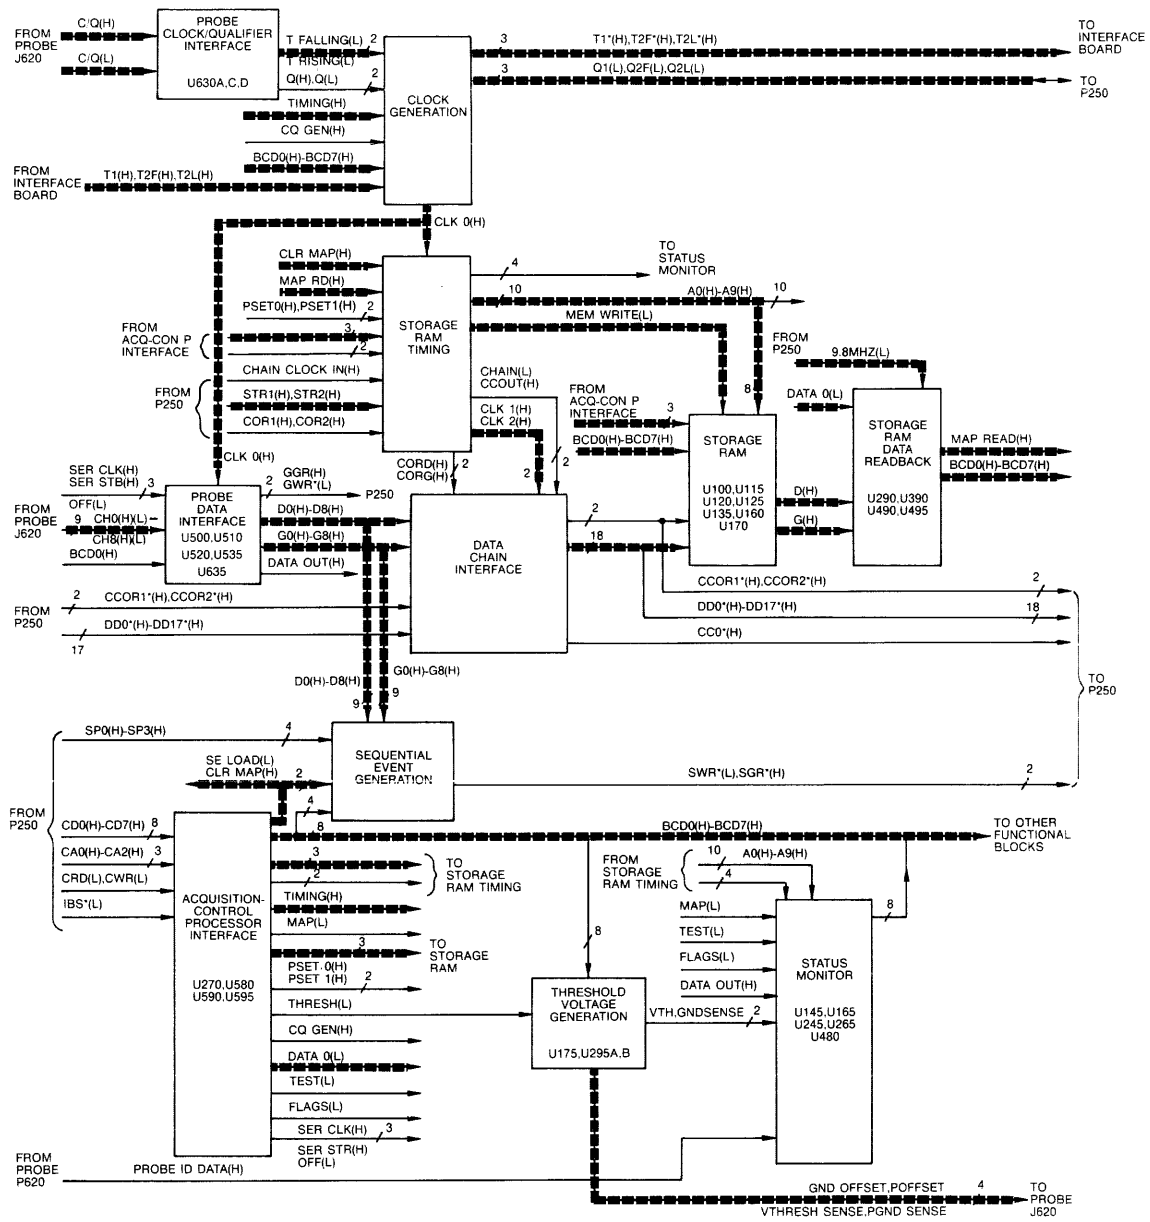 FROM
PROBE
J620
C/Q(H)
C/Q(L)
PROBE
CLOCK/QUALIFIER
INTERFACE
U630A,C,D
T FALLING(L)
2
T RISING(L)
Q(H),Q(L)
2
TIMING(H)
CQ GEN(H)
BCD0(H)-BCD7(H)
FROM
INTERFACE
BOARD
T1(H),T2F(H),T2L(H)
CLOCK
GENERATION
3
T1*(H),T2F*(H),T2L*(H)
TO
INTERFACE
BOARD
3
Q1(L),Q2F(L),Q2L(L)
TO
P250
CLK 0(H)
CLR MAP(H)
MAP RD(H)
PSET0(H),PSET1(H)
2
FROM
ACQ-CON P
INTERFACE
3
2
CHAIN CLOCK IN(H)
FROM
P250
STR1(H),STR2(H)
COR1(H),COR2(H)
STORAGE
RAM
TIMING
4
TO
STATUS
MONITOR
10
A0(H)-A9(H)
10
MEM WRITE(L)
CHAIN(L)
CCOUT(H)
CLK 1(H)
CLK 2(H)
2
2
CORD(H)
CORG(H)
2
CLK 0(H)
FROM
P250
9.8MHZ(L)
DATA 0(L)
8
FROM
ACQ-CON P
INTERFACE
3
BCD0(H)-BCD7(H)
STORAGE
RAM
U100,U115
U120,U125
U135,U160
U170
D(H)
G(H)
STORAGE
RAM
DATA
READBACK
U290,U390
U490,U495
MAP READ(H)
BCD0(H)-BCD7(H)
SER CLK(H)
SER STB(H)
3
OFF(L)
FROM
PROBE
J620
9
CH0(H)(L)-
CH8(H)(L)
BCD0(H)
PROBE
DATA
INTERFACE
U500,U510
U520,U535
U635
GGR(H)
GWR*(L)
2
P250
D0(H)-D8(H)
G0(H)-G8(H)
DATA OUT(H)
FROM
P250
2
CCOR1*(H),CCOR2*(H)
DD0*(H)-DD17*(H)
17
DATA
CHAIN
INTERFACE
2
18
CCOR1*(H),CCOR2*(H)
2
DD0*(H)-DD17*(H)
18
CC0*(H)
TO
P250
D0(H)-D8(H)
G0(H)-G8(H)
9
9
SP0(H)-SP3(H)
4
SEQUENTIAL
EVENT
GENERATION
SE LOAD(L)
CLR MAP(H)
2
4
SWR*(L),SGR*(H)
2
FROM
P250
CD0(H)-CD7(H)
8
CA0(H)-CA2(H)
3
CRD(L),CWR(L)
IBS*(L)
ACQUISITION-
CONTROL
PROCESSOR
INTERFACE
U270,U580
U590,U595
8
BCD0(H)-BCD7(H)
TO OTHER
FUNCTIONAL
BLOCKS
3
2
TO
STORAGE
RAM TIMING
TIMING(H)
MAP(L)
3
TO
STORAGE
RAM
PSET 0(H)
PSET 1(H)
2
THRESH(L)
CQ GEN(H)
DATA 0(L)
TEST(L)
FLAGS(L)
SER CLK(H)
3
SER STR(H)
OFF(L)
8
THRESHOLD
VOLTAGE
GENERATION
U175,U295A,B
VTH,GNDSENSE
2
FROM
STORAGE
RAM TIMING
10
A0(H)-A9(H)
4
MAP(L)
TEST(L)
FLAGS(L)
DATA OUT(H)
STATUS
MONITOR
U145,U165
U245,U265
U480
8
FROM
PROBE
P620
PROBE ID DATA(H)
GND OFFSET,POFFSET
4
VTHRESH SENSE,PGND SENSE
TO
PROBE
J620